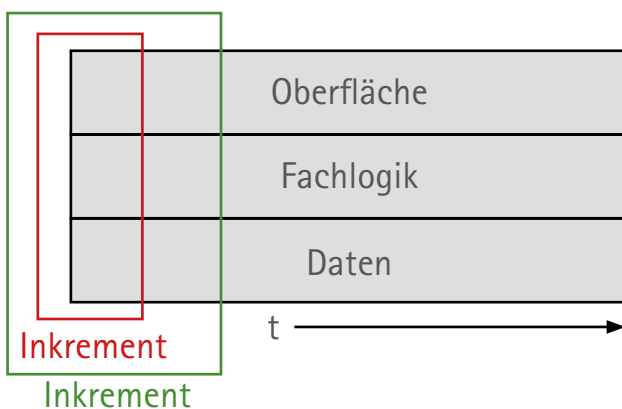 Oberfläche
Fachlogik
Daten
t
Inkrement
Inkrement